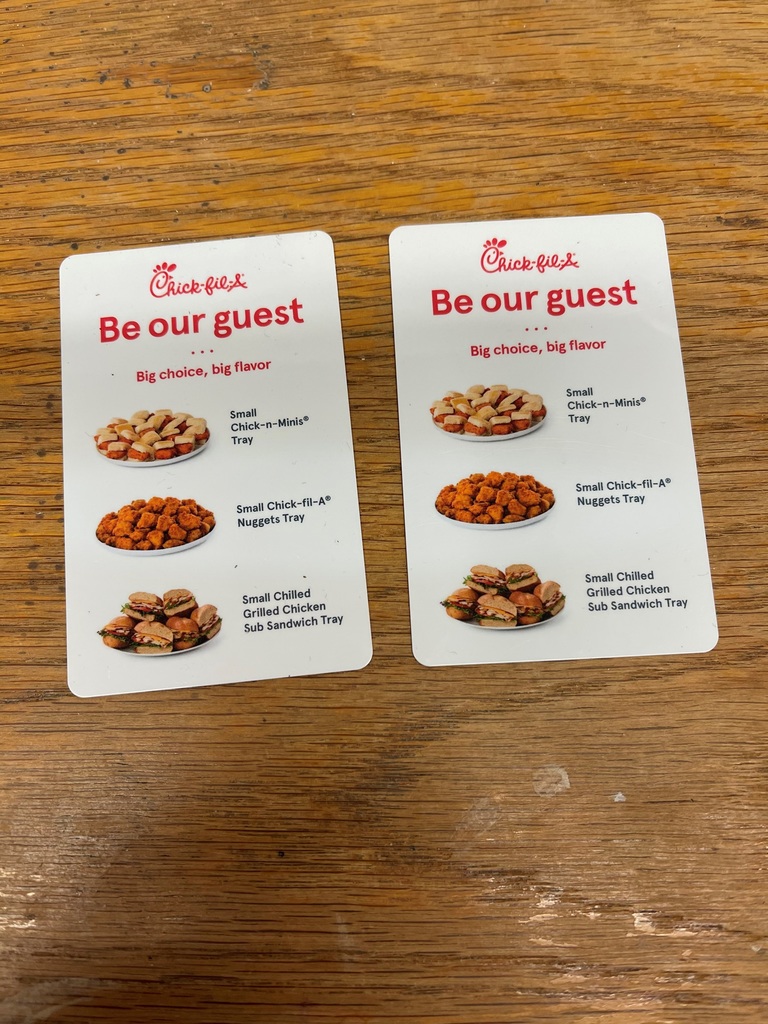 Chick-fil-A
Be our guest
Big choice, big flavor
Small
Chick-n-Minis®
Tray
Small Chick-fil-A®
Nuggets Tray
Small Chilled
Grilled Chicken
Sub Sandwich Tray
Chick-fil-A
Be our guest
Big choice, big flavor
Small
Chick-n-Minis®
Tray
Small Chick-fil-A®
Nuggets Tray
Small Chilled
Grilled Chicken
Sub Sandwich Tray